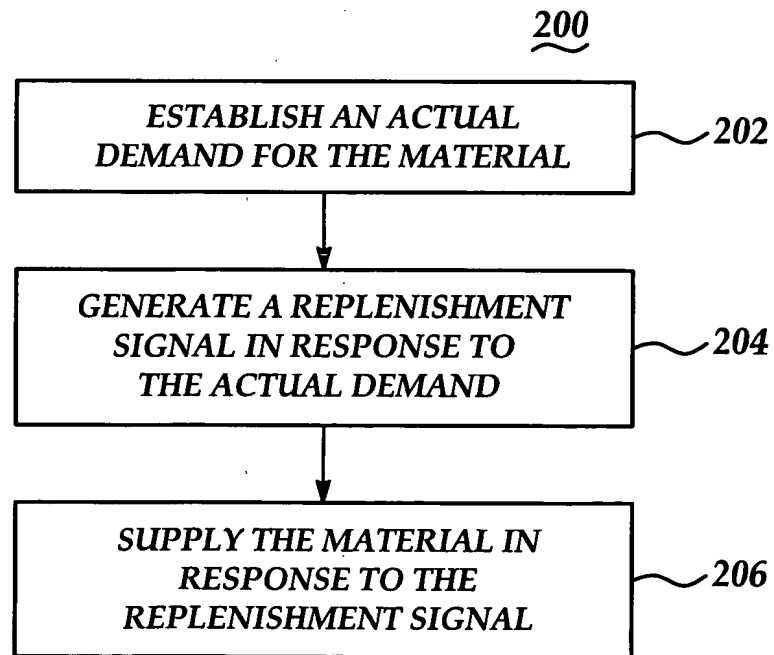 200
ESTABLISH AN ACTUAL
DEMAND FOR THE MATERIAL
202
GENERATE A REPLENISHMENT
SIGNAL IN RESPONSE TO
THE ACTUAL DEMAND
204
SUPPLY THE MATERIAL IN
RESPONSE TO THE
REPLENISHMENT SIGNAL
206